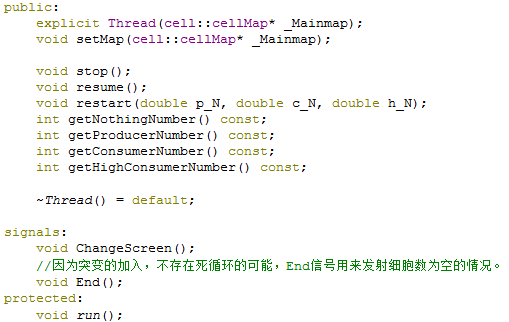 public:
    explicit Thread(cell::cellMap* _Mainmap);
    void setMap(cell::cellMap* _Mainmap);
    void stop();
    void resume();
    void restart(double p_N, double c_N, double h_N);
    int getNothingNumber() const;
    int getProducerNumber() const;
    int getConsumerNumber() const;
    int getHighConsumerNumber() const;
    ~Thread() = default;
signals:
    void ChangeScreen();
    //因为突变的加入，不存在死循环的可能，End信号用来发射细胞数为空的情况。
    void End();
protected:
    void run();